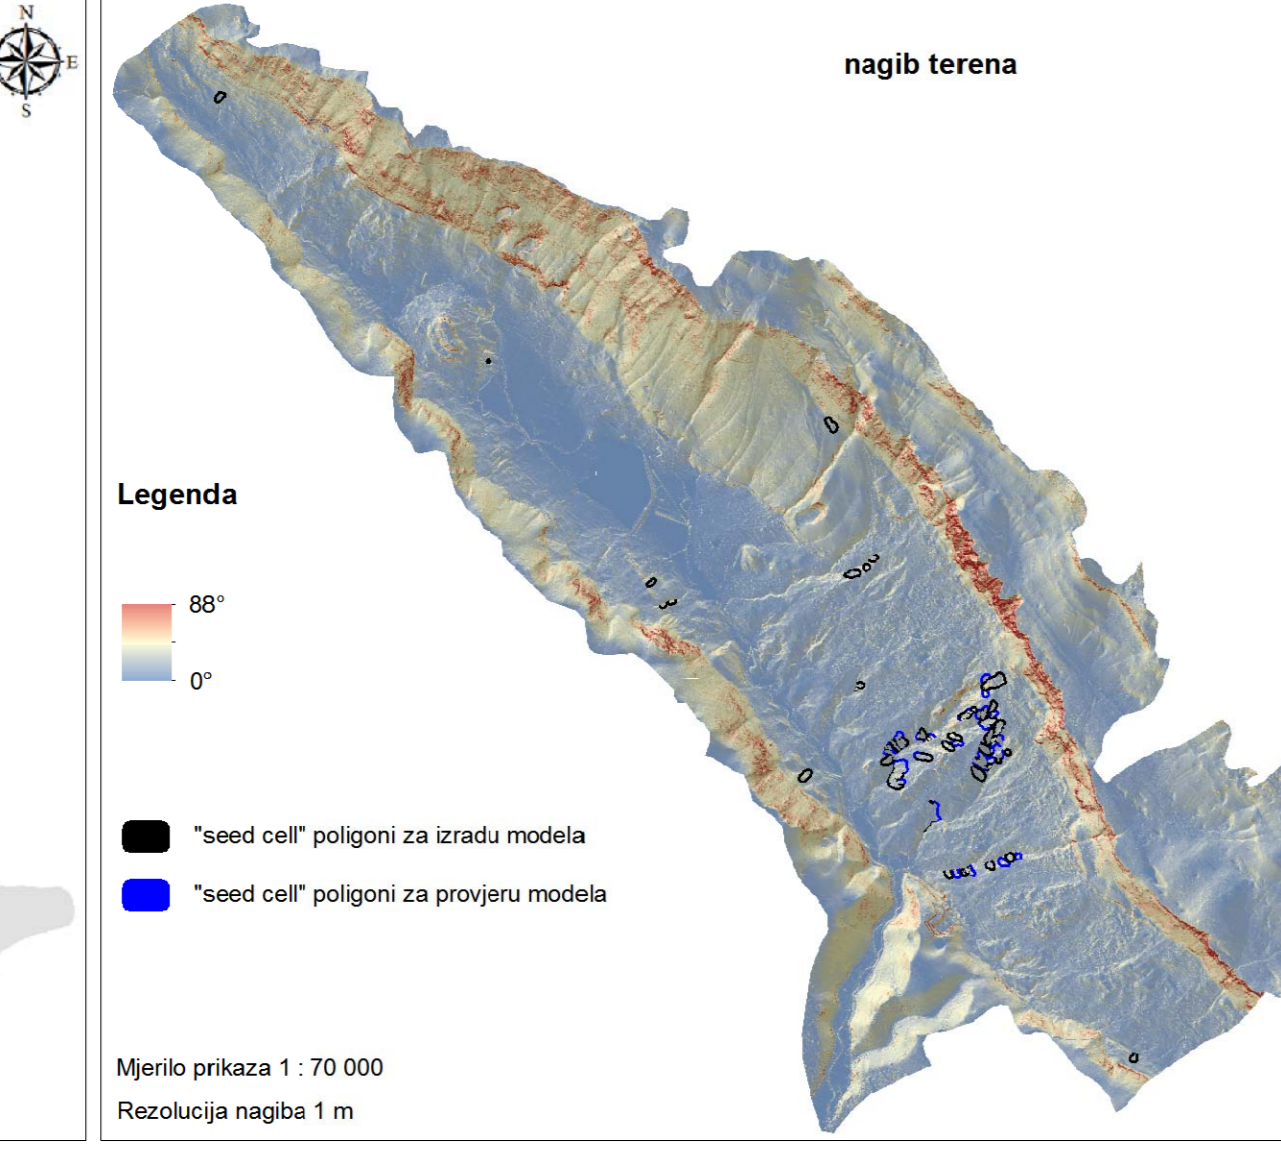 N
E
S
nagib terena
Legenda
88°
0°
"seed cell" poligoni za izradu modela
"seed cell" poligoni za provjeru modela
Mjerilo prikaza 1 : 70 000
Rezolucija nagiba 1 m